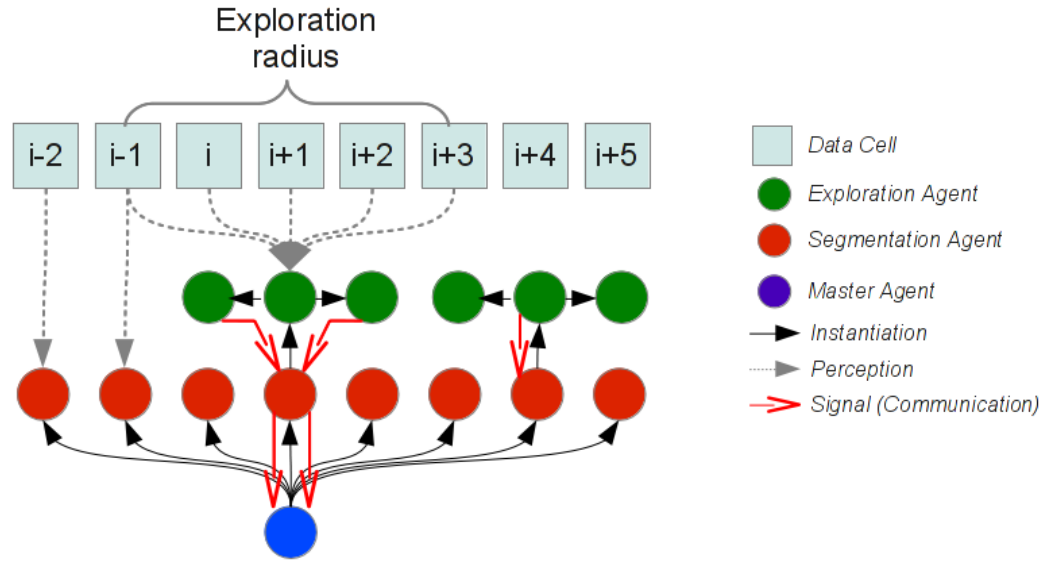 Exploration
radius
i-2 i-1 i i+1 i+2 i+3 i+4 i+5
Data Cell
Exploration Agent
Segmentation Agent
Master Agent
Instantiation
Perception
Signal (Communication)